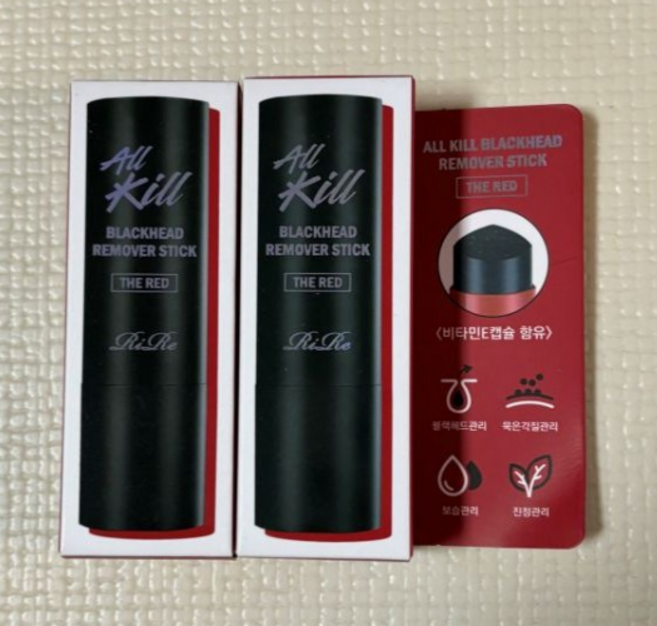 All
Kill
BLACKHEAD
REMOVER STICK
THE RED
RiRe
All
Kill
BLACKHEAD
REMOVER STICK
THE RED
RiRe
ALL KILL BLACKHEAD
REMOVER STICK
THE RED
〈비타민E캡슐 함유〉
블랙헤드관리 묵은각질관리
보습관리 진정관리